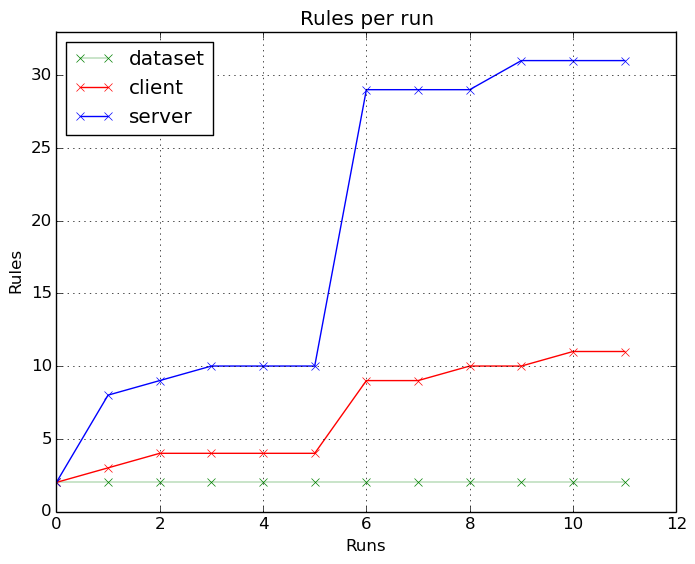 Rules per run
dataset
client
server
Rules
30
25
20
15
10
5
0
0 2 4 6 8 10 12
Runs